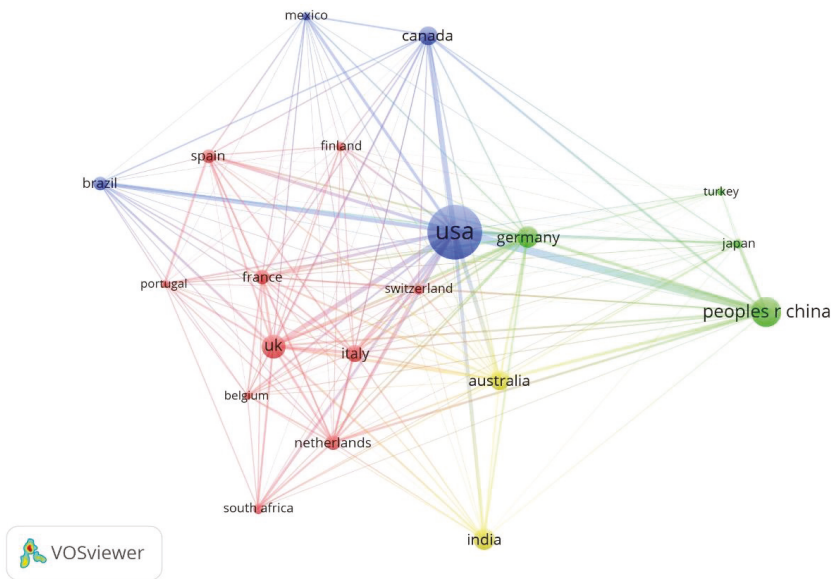 mexico
canada
finland
spain
brazil
turkey
usa
germany
japan
france
portugal
switzerland
peoples r china
uk
italy
australia
belgium
netherlands
south africa
india
VOSviewer